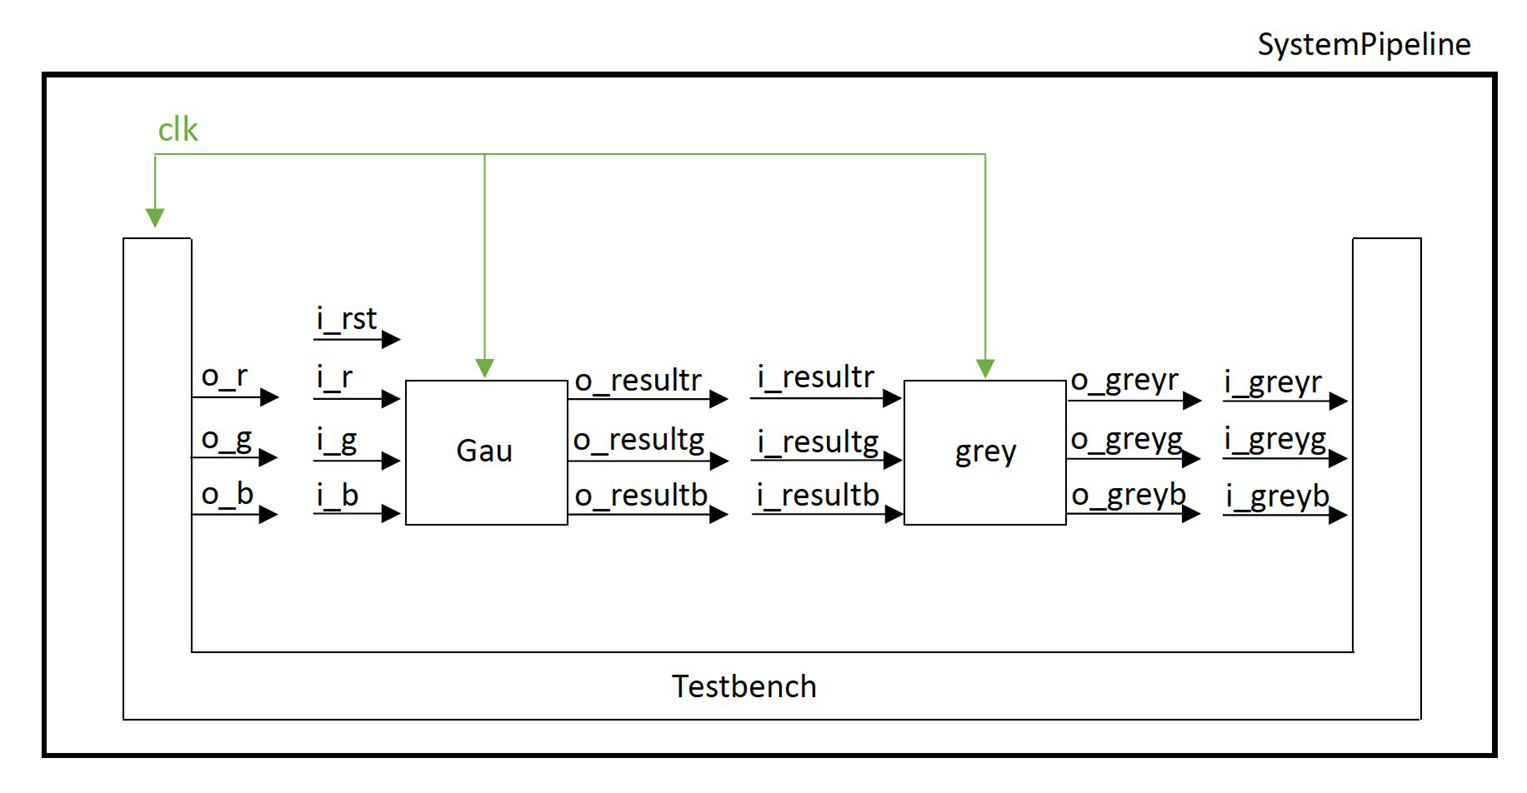 SystemPipeline
clk
i_rst
o_r
i_r
o_resultr
i_resultr
o_greyr
i_greyr
o_g
i_g
Gau
o_resultg
i_resultg
grey
o_greyg
i_greyg
o_b
i_b
o_resultb
i_resultb
o_greyb
i_greyb
Testbench